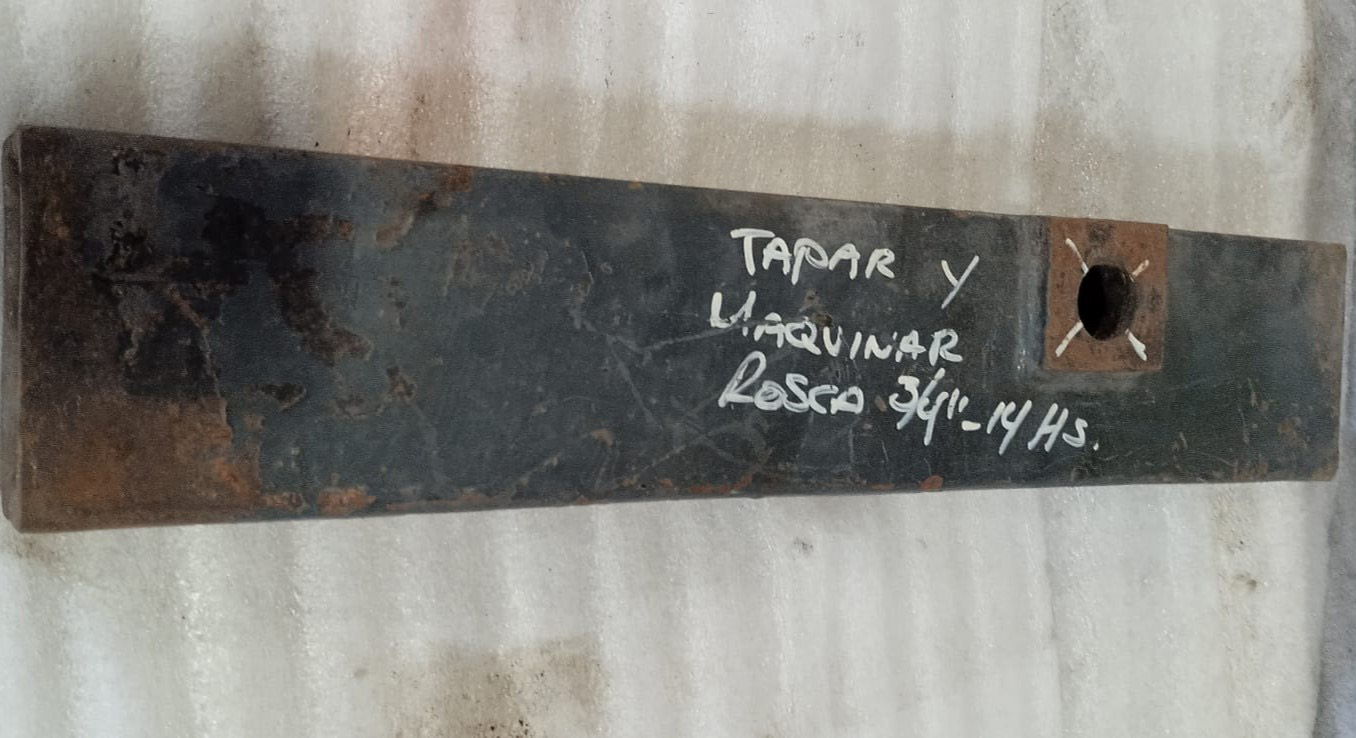 TAPAR Y
MAQUINAR
ROSCA 3/4"-14 Hs.